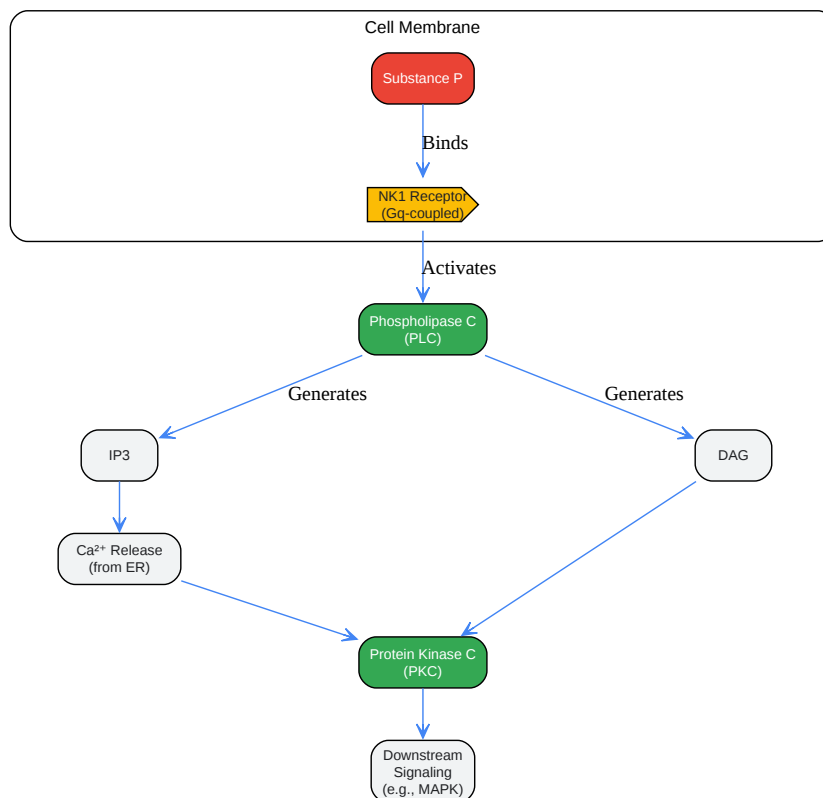 Cell Membrane
Substance P
Binds
NK1 Receptor
(Gq-coupled)
Activates
Phospholipase C
(PLC)
Generates
Generates
IP3
DAG
Ca²⁺ Release
(from ER)
Protein Kinase C
(PKC)
Downstream
Signaling
(e.g., MAPK)